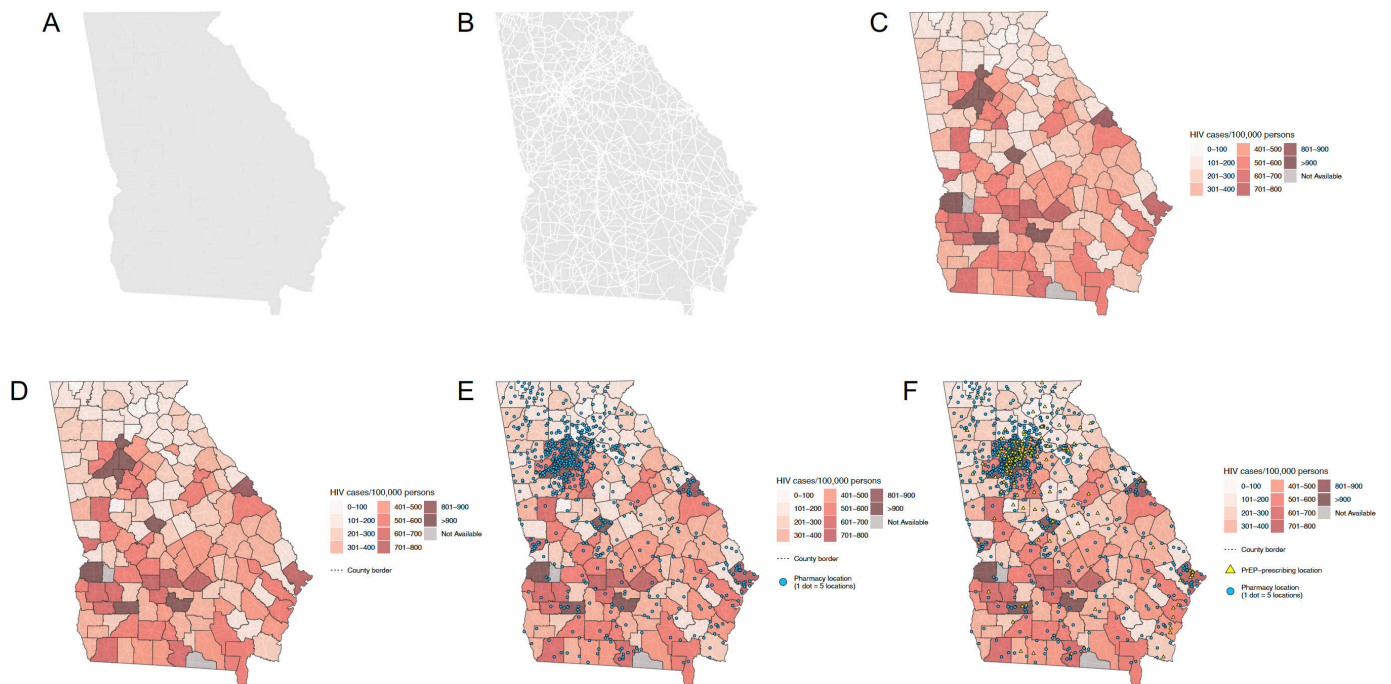 A
B
C
HIV cases/100,000 persons
0–100 401–500 801–900
101–200 501–600 >900
201–300 601–700 Not Available
301–400 701–800
D
HIV cases/100,000 persons
0–100 401–500 801–900
101–200 501–600 >900
201–300 601–700 Not Available
301–400 701–800
County border
E
HIV cases/100,000 persons
0–100 401–500 801–900
101–200 501–600 >900
201–300 601–700 Not Available
301–400 701–800
County border
Pharmacy location
(1 dot = 5 locations)
F
HIV cases/100,000 persons
0–100 401–500 801–900
101–200 501–600 >900
201–300 601–700 Not Available
301–400 701–800
County border
PrEP–prescribing location
Pharmacy location
(1 dot = 5 locations)